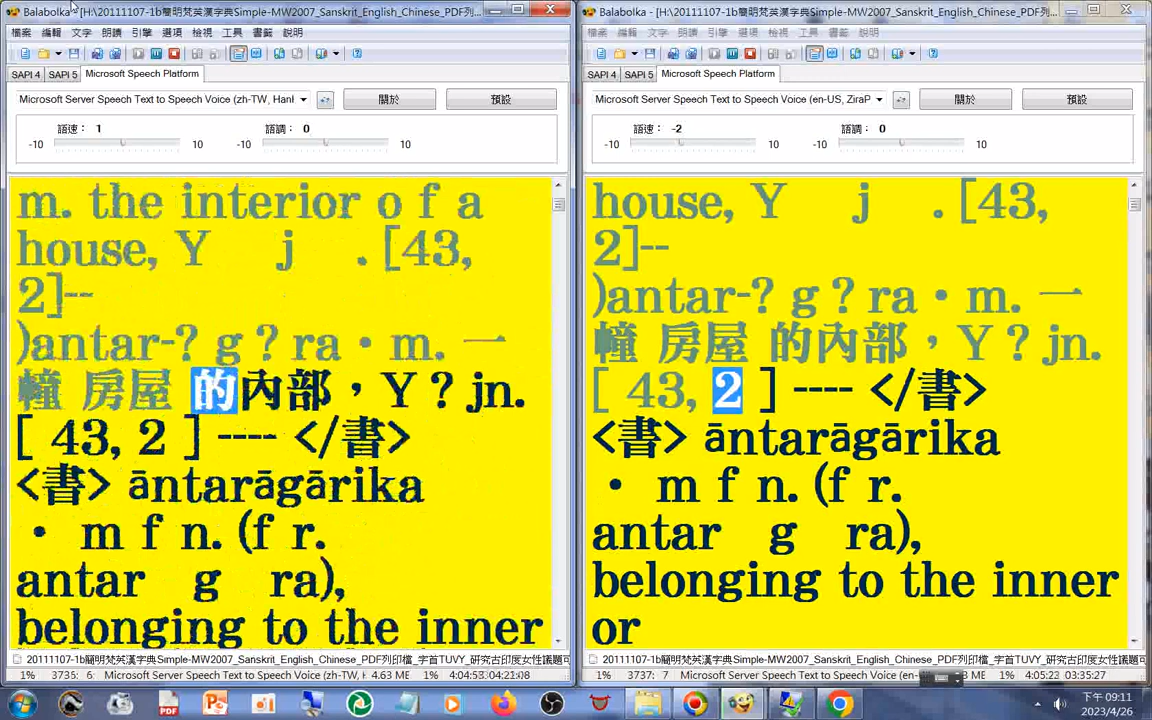 Balabolka - [H:\20111107-1b簡明梵英漢字典Simple-MW2007_Sanskrit_English_Chinese_PDF列...
檔案 編輯 文字 朗讀 引擎 選項 檢視 工具 書籤 說明
SAPI 4 SAPI 5 Microsoft Speech Platform
Microsoft Server Speech Text to Speech Voice (zh-TW, Hanl 關於 預設
語速： 1 語調： 0
-10 10 -10 10
m. the interior o f a
house, Y j . [43,
2]--
)antar-? g ? ra • m. 一
幢 房屋 的內部，Y ? jn.
[ 43, 2 ] ---- </書>
<書> āntarāgārika
• m f n. (f r.
antar g ra),
belonging to the inner
20111107-1b簡明梵英漢字典Simple-MW2007_Sanskrit_English_Chinese_PDF列印檔_字首TUVY_研究古印度女性議題可
1% 3735: 6: Microsoft Server Speech Text to Speech Voice (zh-TW, H 4.63 ME 1% 4:04:53/04:21:08
Balabolka - [H:\20111107-1b簡明梵英漢字典Simple-MW2007_Sanskrit_English_Chinese_PDF列印...
檔案 編輯 文字 朗讀 引擎 選項 檢視 工具 書籤 說明
SAPI 4 SAPI 5 Microsoft Speech Platform
Microsoft Server Speech Text to Speech Voice (en-US, ZiraP 關於 預設
語速： -2 語調： 0
-10 10 -10 10
house, Y j . [43,
2]--
)antar-? g ? ra • m. 一
幢 房屋 的內部，Y ? jn.
[ 43, 2 ] ---- </書>
<書> āntarāgārika
• m f n. (f r.
antar g ra),
belonging to the inner
or
20111107-1b簡明梵英漢字典Simple-MW2007_Sanskrit_English_Chinese_PDF列印檔_字首TUVY_研究古印度女性議題可
1% 3737: 7: Microsoft Server Speech Text to Speech Voice (en-U 1% 4:05:22 03:35:27
下午 09:11
2023/4/26